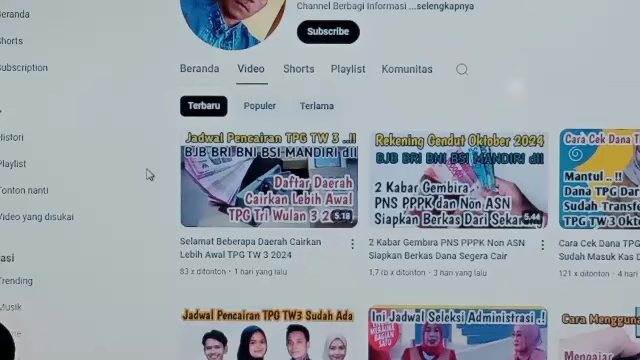 Beranda
Shorts
Subscription
Histori
Playlist
Tonton nanti
Video yang disukai
Trending
Musik
Channel Berbagi Informasi ...selengkapnya
Subscribe
Beranda Video Shorts Playlist Komunitas
Terbaru Populer Terlama
Jadwal Pencairan TPG TW 3 ..!!
BJB BRI BNI BSI MANDIRI dll
Daftar Daerah
Cairkan Lebih Awal
TPG Tri Wulan 3 2
5.18
Selamat Beberapa Daerah Cairkan
Lebih Awal TPG TW 3 2024
83 x ditonton • 1 hari yang lalu
Rekening Gendut Oktober 2024
BJB BRI BNI BSI MANDIRI dll
2 Kabar Gembira
PNS PPPK dan Non ASN
Siapkan Berkas Dari Sekarang
5.44
2 Kabar Gembira PNS PPPK Non ASN
Siapkan Berkas Dana Segera Cair
1,7 rb x ditonton • 3 hari yang lalu
Cara Cek Dana T
Mantul ..!!
Dana TPG Dar
Sudah Transfe
TPG TW 3 Okto
Cara Cek Dana TPG
Sudah Masuk Kas D
121 x ditonton • 4 hari
Jadwal Pencairan TPG TW3 Sudah Ada
Ini Jadwal Seleksi Administrasi .!
Cara Mengguna
Mengajar